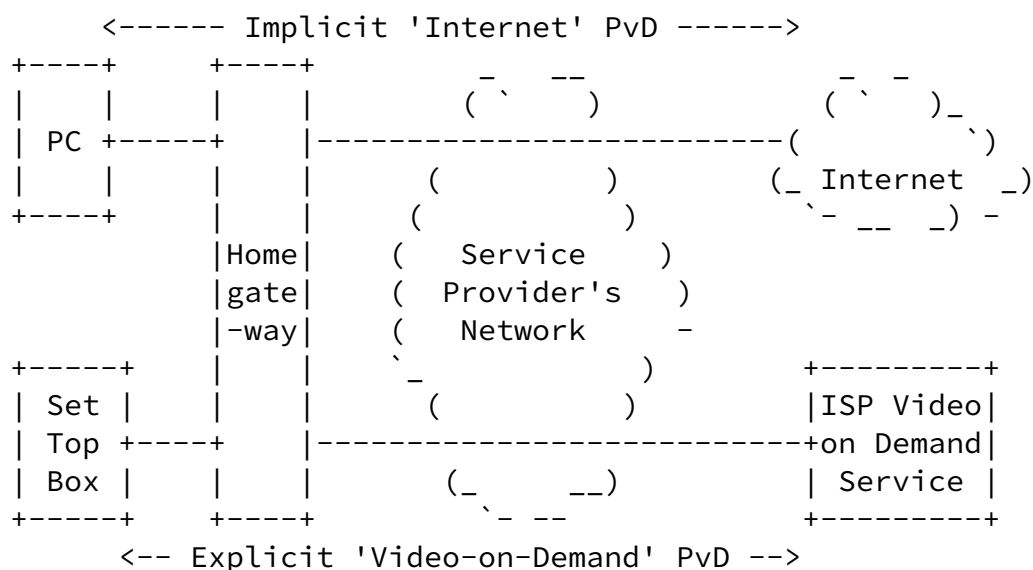 <------ Implicit 'Internet' PvD ------>
PC
Internet
Home
Service
gate
Provider's
-way
Network
Set
ISP Video
Top
on Demand
Box
Service
<-- Explicit 'Video-on-Demand' PvD -->